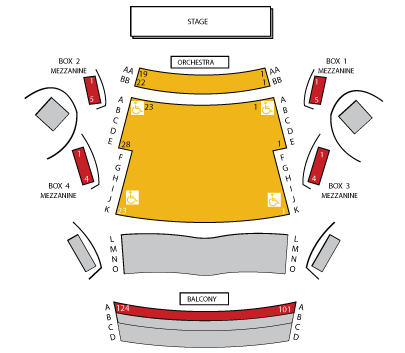 STAGE
BOX 2
MEZZANINE
ORCHESTRA
BOX 1
MEZZANINE
AA 19 1 AA
BB 22 1 BB
1
5
1
5
A 23 1 A
B B
C C
D D
E 28 1 E
F F
G G
H H
I I
J J
K K
1
4
1
4
BOX 4
MEZZANINE
BOX 3
MEZZANINE
L L
M M
N N
O O
BALCONY
A 124 101 A
B B
C C
D D